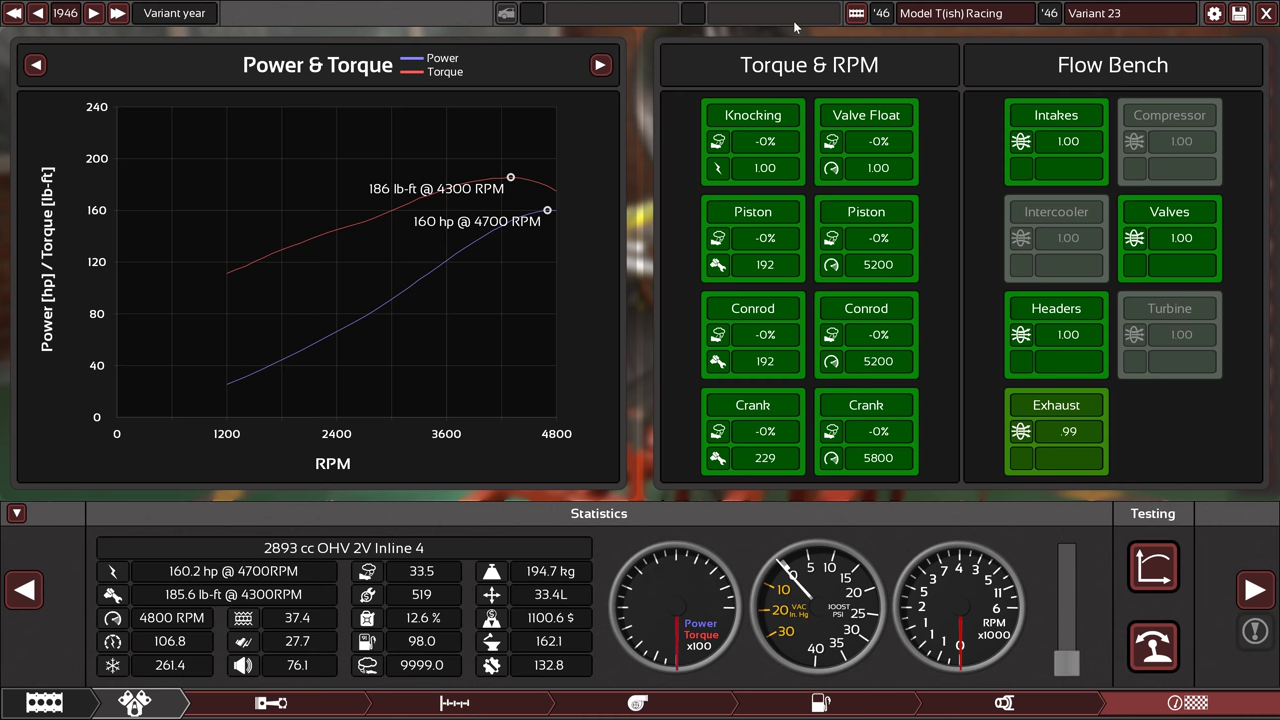 1946
Variant year
'46
Model T(ish) Racing
'46
Variant 23
Power & Torque
Power
Torque
240
200
160
120
80
40
0
Power [hp] / Torque [lb-ft]
186 lb-ft @ 4300 RPM
160 hp @ 4700 RPM
0
1200
2400
3600
4800
RPM
Torque & RPM
Flow Bench
Knocking
-0%
1.00
Valve Float
-0%
1.00
Piston
-0%
192
Piston
-0%
5200
Conrod
-0%
192
Conrod
-0%
5200
Crank
-0%
229
Crank
-0%
5800
Intakes
1.00
Compressor
1.00
Intercooler
1.00
Valves
1.00
Headers
1.00
Turbine
1.00
Exhaust
.99
Statistics
Testing
2893 cc OHV 2V Inline 4
160.2 hp @ 4700RPM
33.5
194.7 kg
185.6 lb-ft @ 4300RPM
519
33.4L
4800 RPM
37.4
12.6 %
1100.6 $
106.8
27.7
98.0
162.1
261.4
76.1
9999.0
132.8
Power
Torque
x100
0
5
10
15
20
25
30
35
40
10
20
30
VAC
In. Hg
BOOST
PSI
RPM
x1000